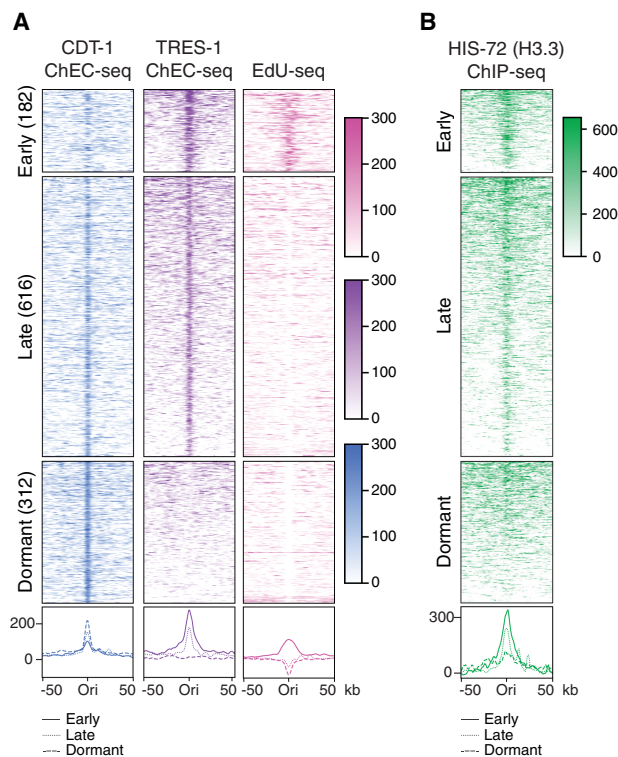 A
CDT-1
ChEC-seq
TRES-1
ChEC-seq
EdU-seq
Early (182)
Late (616)
Dormant (312)
300
200
100
0
300
200
100
0
300
200
100
0
200
0
-50 Ori 50
-50 Ori 50
-50 Ori 50 kb
Early
Late
Dormant
B
HIS-72 (H3.3)
ChIP-seq
Early
Late
Dormant
600
400
200
0
300
0
-50 Ori 50 kb
Early
Late
Dormant